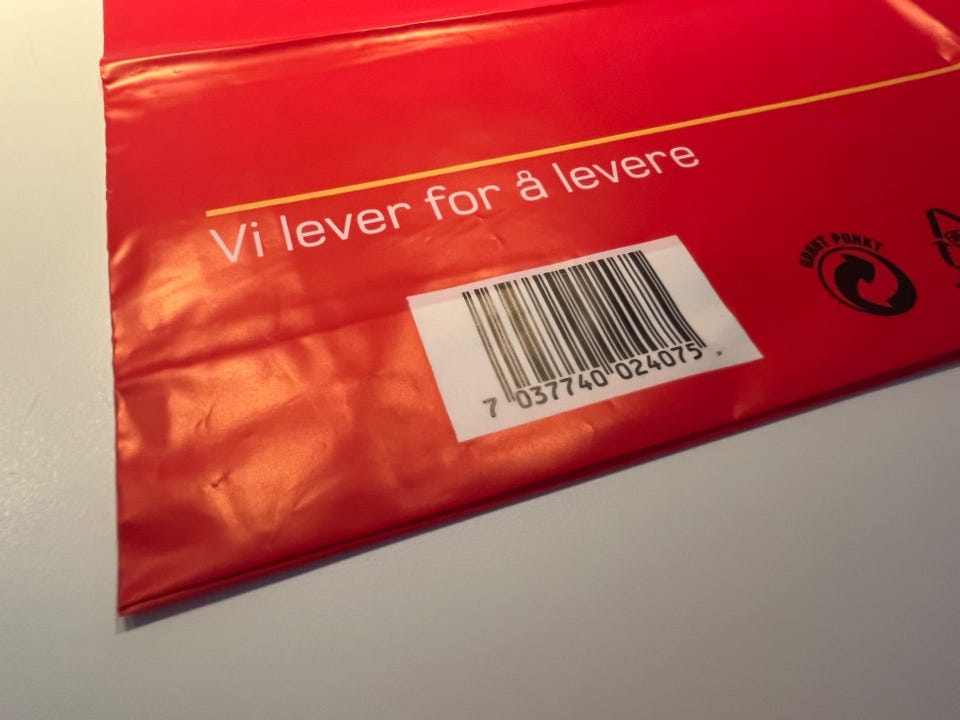 Vi lever for å levere
GRØNT PUNKT
7 037740 024075